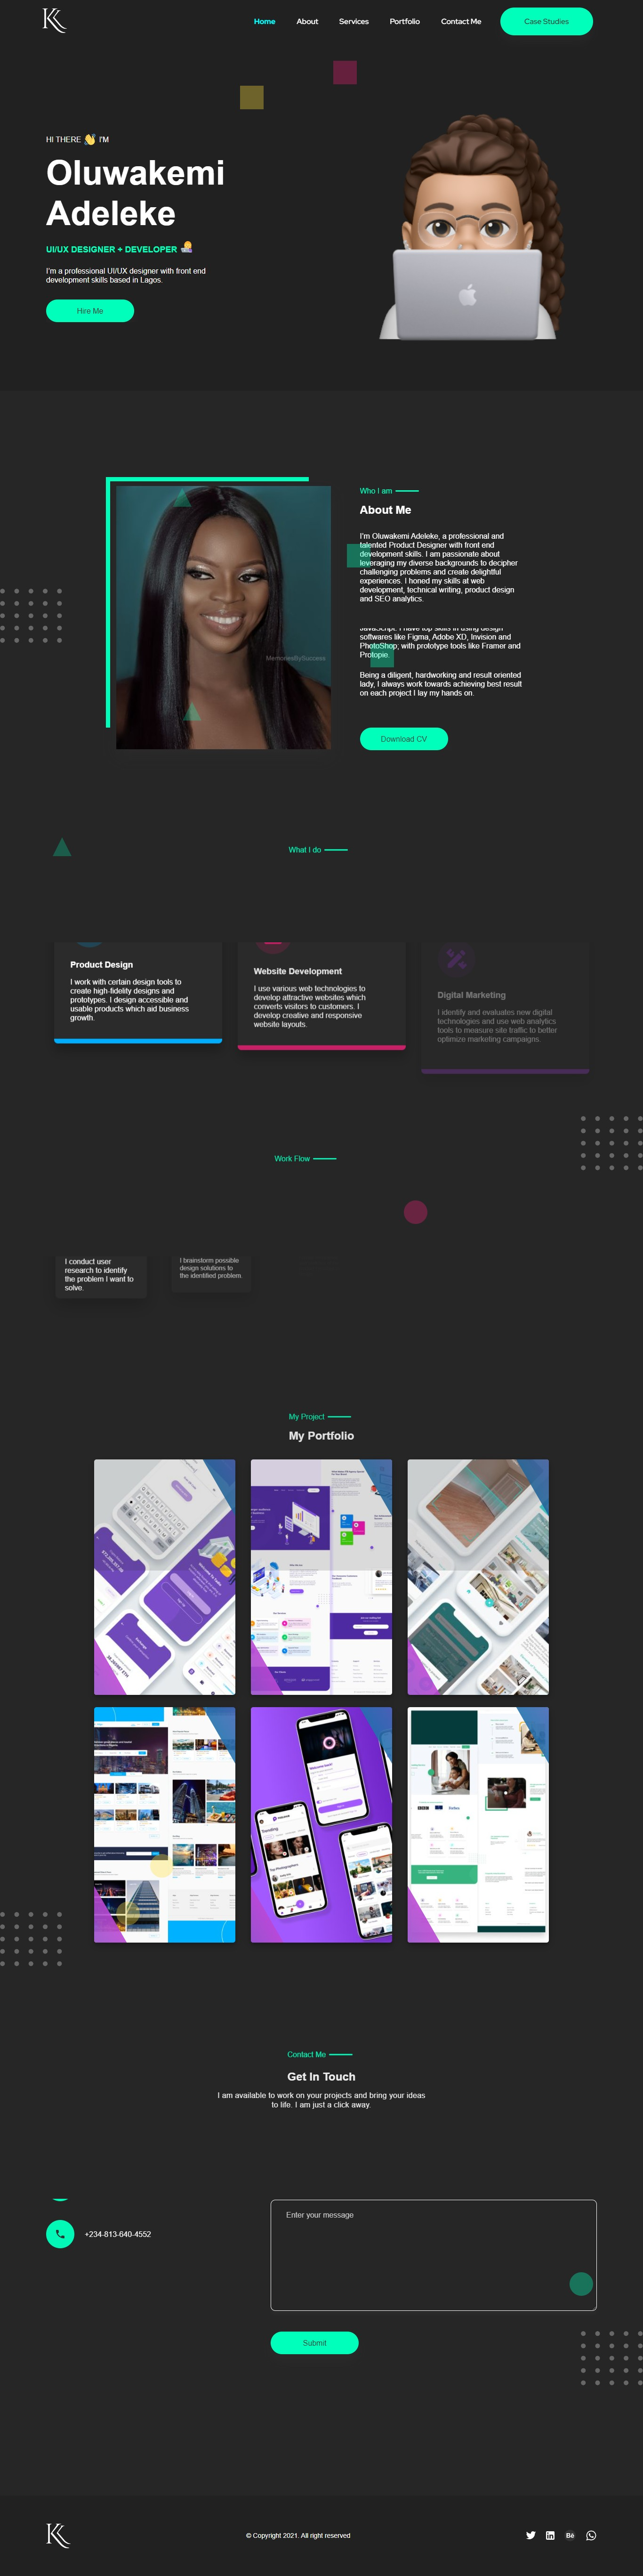 Home
About
Services
Portfolio
Contact Me
Case Studies
HI THERE 👋 I'M
Oluwakemi
Adeleke
UI/UX DESIGNER + DEVELOPER
I'm a professional UI/UX designer with front end
development skills based in Lagos.
Hire Me
Who I am
About Me
I'm Oluwakemi Adeleke, a professional and
talented Product Designer with front end
development skills. I am passionate about
leveraging my diverse backgrounds to decipher
challenging problems and create delightful
experiences. I honed my skills at web
development, technical writing, product design
and SEO analytics.
JavaScript. I have top skills in using design
softwares like Figma, Adobe XD, Invision and
PhotoShop; with prototype tools like Framer and
Protopie.
Being a diligent, hardworking and result oriented
lady, I always work towards achieving best result
on each project I lay my hands on.
MemoriesBySuccess
Download CV
What I do
Product Design
I work with certain design tools to
create high-fidelity designs and
prototypes. I design accessible and
usable products which aid business
growth.
Website Development
I use various web technologies to
develop attractive websites which
converts visitors to customers. I
develop creative and responsive
website layouts.
Digital Marketing
I identify and evaluates new digital
technologies and use web analytics
tools to measure site traffic to better
optimize marketing campaigns.
Work Flow
I conduct user
research to identify
the problem I want to
solve.
I brainstorm possible
design solutions to
the identified problem.
My Project
My Portfolio
Contact Me
Get In Touch
I am available to work on your projects and bring your ideas
to life. I am just a click away.
+234-813-640-4552
Enter your message
Submit
© Copyright 2021. All right reserved
Bē